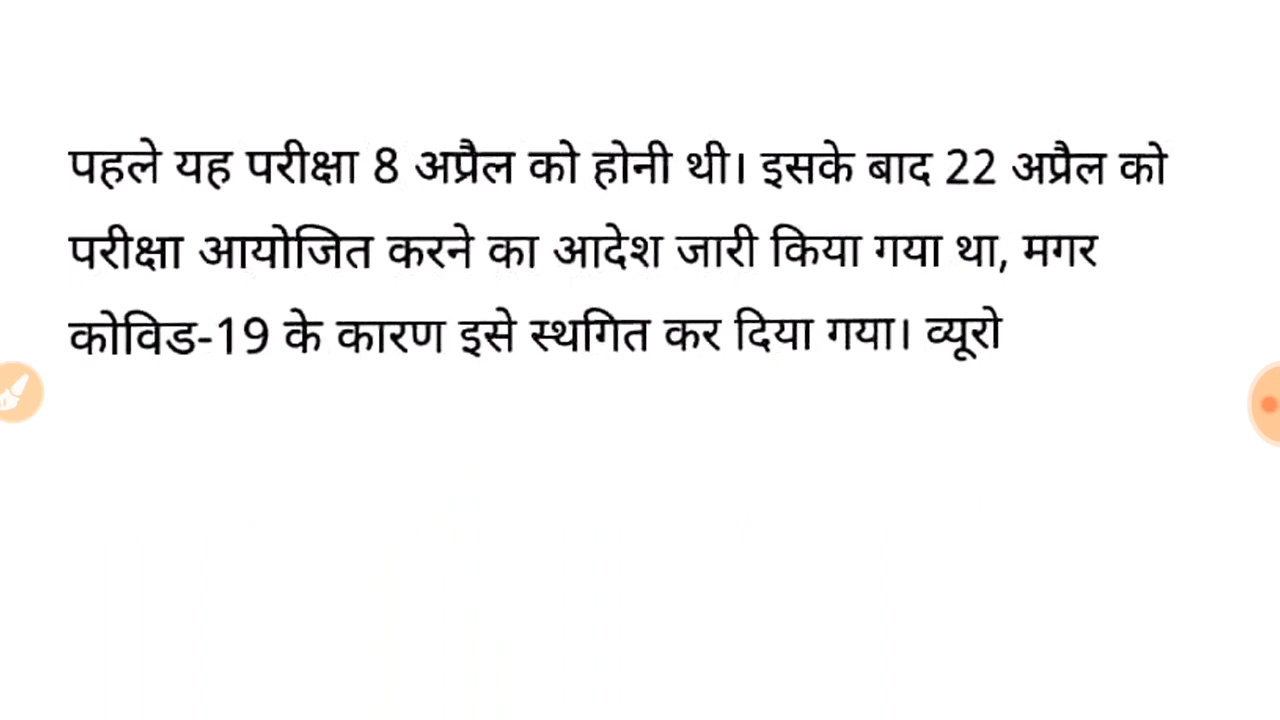 पहले यह परीक्षा 8 अप्रैल को होनी थी। इसके बाद 22 अप्रैल को
परीक्षा आयोजित करने का आदेश जारी किया गया था, मगर
कोविड-19 के कारण इसे स्थगित कर दिया गया। व्यूरो